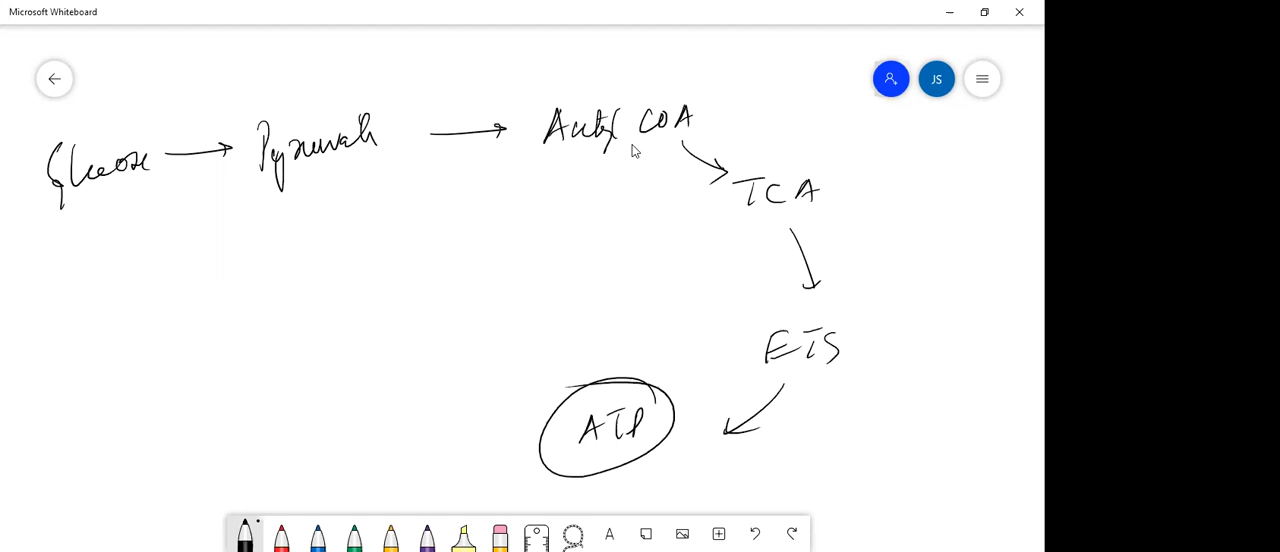 Microsoft Whiteboard
JS
Glucose → Pyruvate → Acetyl COA
TCA
ETS
ATP
A